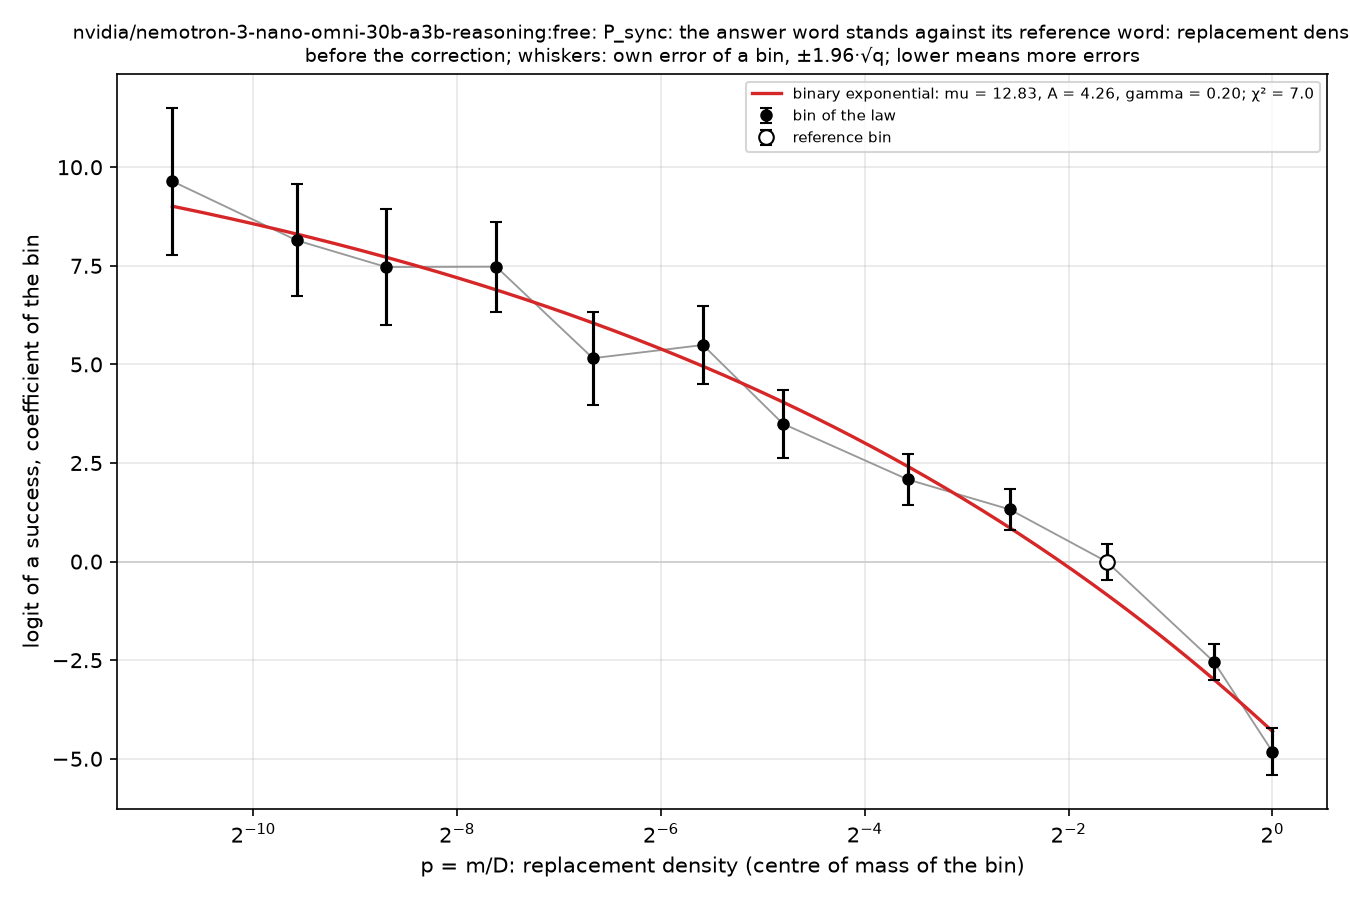 nvidia/nemotron-3-nano-omni-30b-a3b-reasoning:free: P_sync: the answer word stands against its reference word: replacement dens
before the correction; whiskers: own error of a bin, ±1.96·√q; lower means more errors
binary exponential: mu = 12.83, A = 4.26, gamma = 0.20; χ² = 7.0
bin of the law
reference bin
logit of a success, coefficient of the bin
10.0
7.5
5.0
2.5
0.0
−2.5
−5.0
2⁻¹⁰
2⁻⁸
2⁻⁶
2⁻⁴
2⁻²
2⁰
p = m/D: replacement density (centre of mass of the bin)